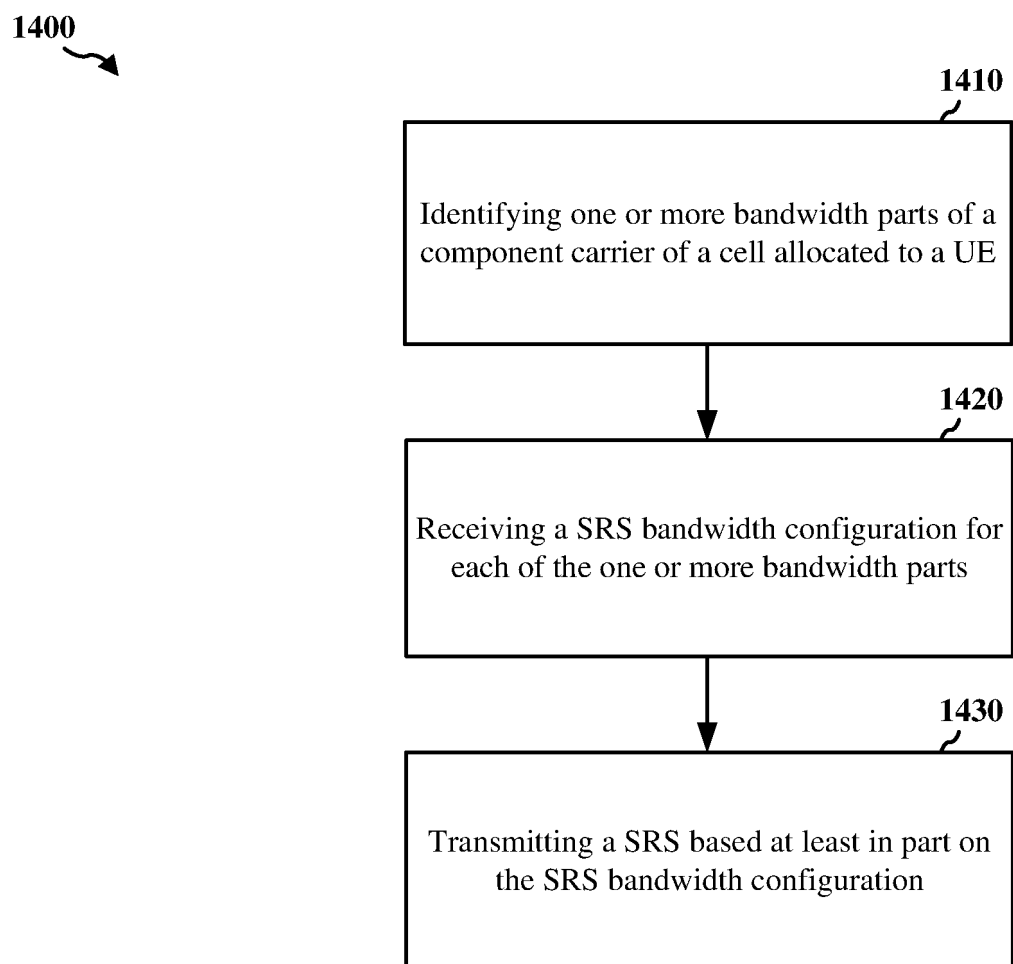 1400
1410
Identifying one or more bandwidth parts of a
component carrier of a cell allocated to a UE
1420
Receiving a SRS bandwidth configuration for
each of the one or more bandwidth parts
1430
Transmitting a SRS based at least in part on
the SRS bandwidth configuration